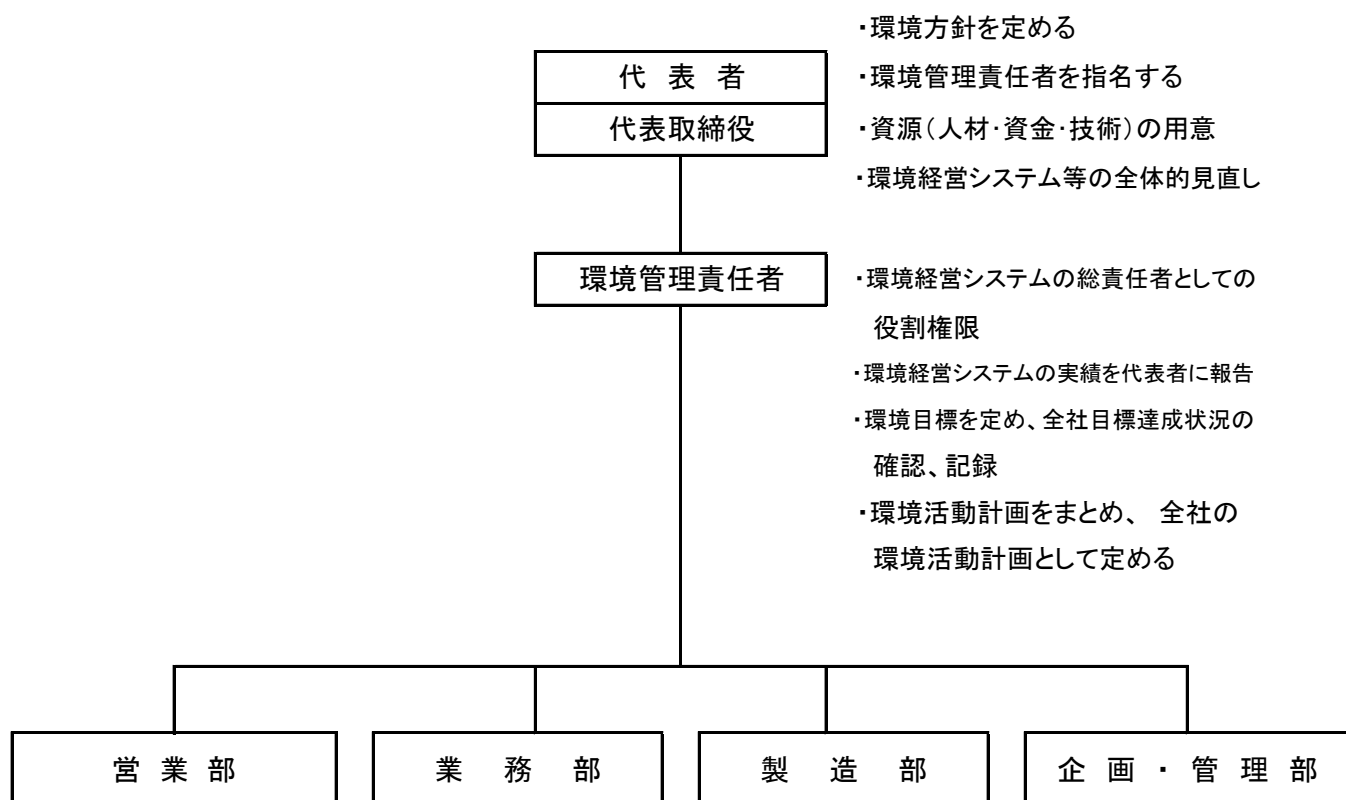 ・環境方針を定める
代 表 者
・環境管理責任者を指名する
代表取締役
・資源(人材・資金・技術)の用意
・環境経営システム等の全体的見直し
環境管理責任者
・環境経営システムの総責任者としての
役割権限
・環境経営システムの実績を代表者に報告
・環境目標を定め、全社目標達成状況の
確認、記録
・環境活動計画をまとめ、 全社の
環境活動計画として定める
営 業 部
業 務 部
製 造 部
企 画 ・ 管 理 部